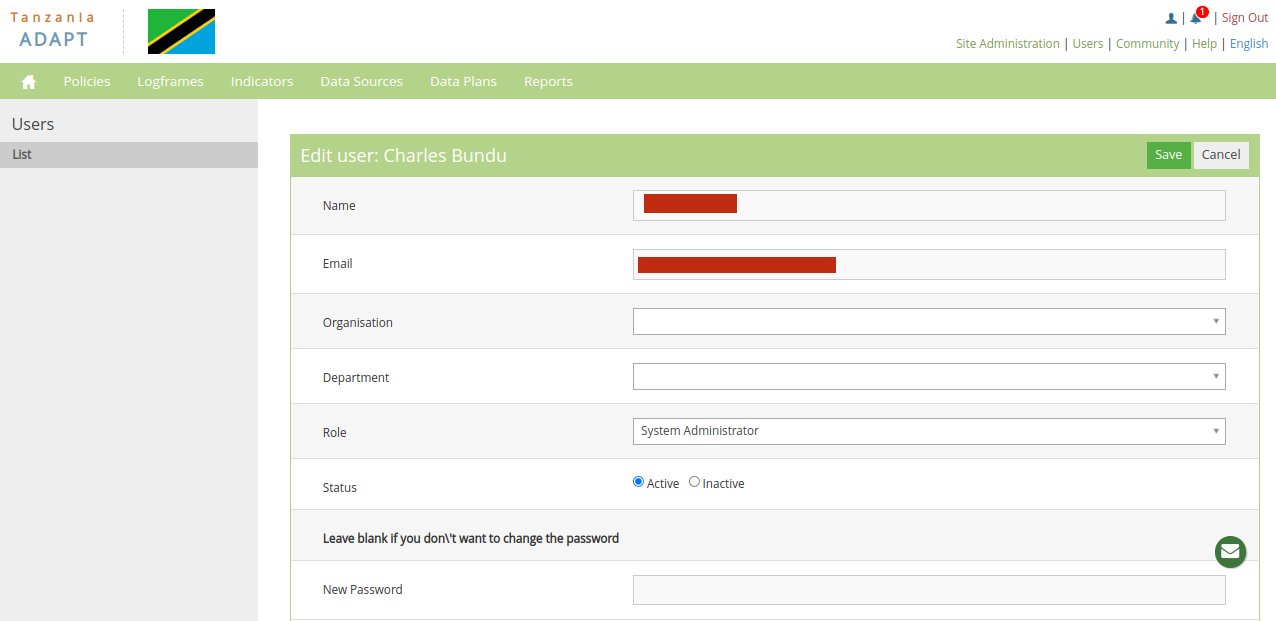 Tanzania
ADAPT
1
| | Sign Out
Site Administration | Users | Community | Help | English
Policies Logframes Indicators Data Sources Data Plans Reports
Users
List
Edit user: Charles Bundu
Save Cancel
Name
Email
Organisation
Department
Role System Administrator
Status Active Inactive
Leave blank if you don\'t want to change the password
New Password